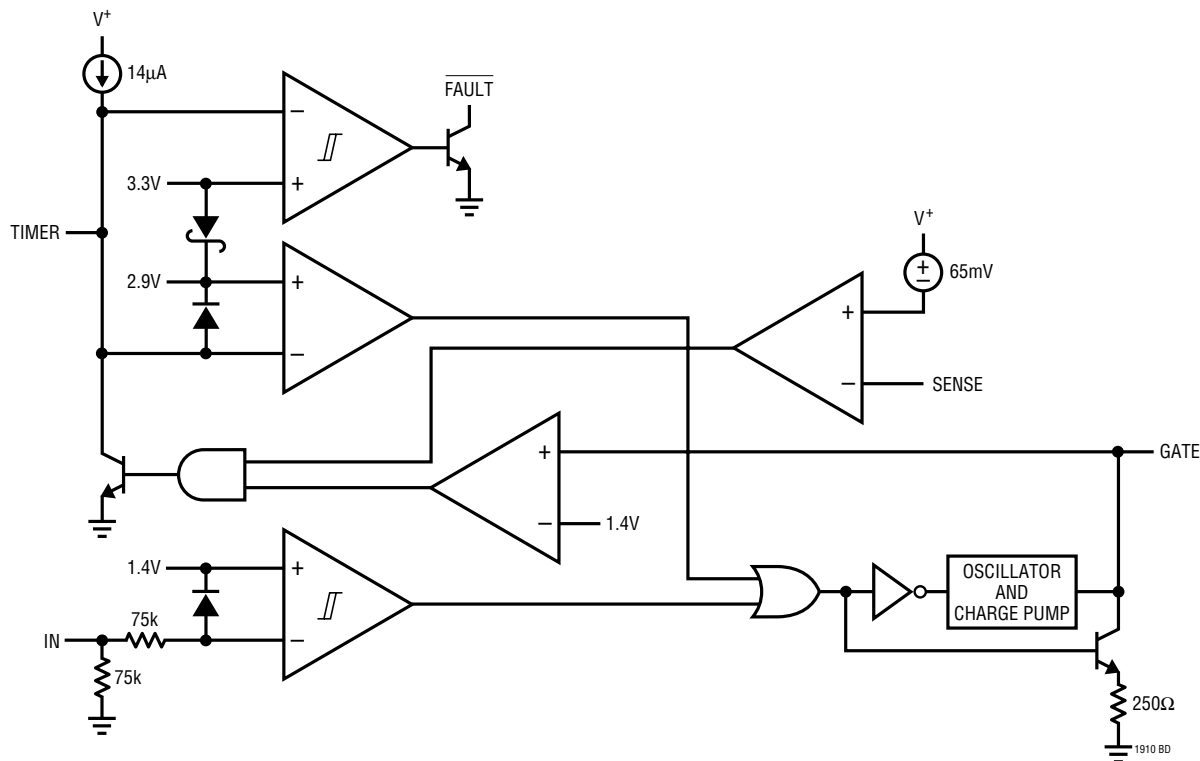 V+
14µA
FAULT
−
3.3V
+
TIMER
V+
+
−
65mV
2.9V
+
+
−
−
SENSE
+
GATE
−
1.4V
1.4V
+
OSCILLATOR
AND
CHARGE PUMP
75k
IN
−
75k
250Ω
1910 BD